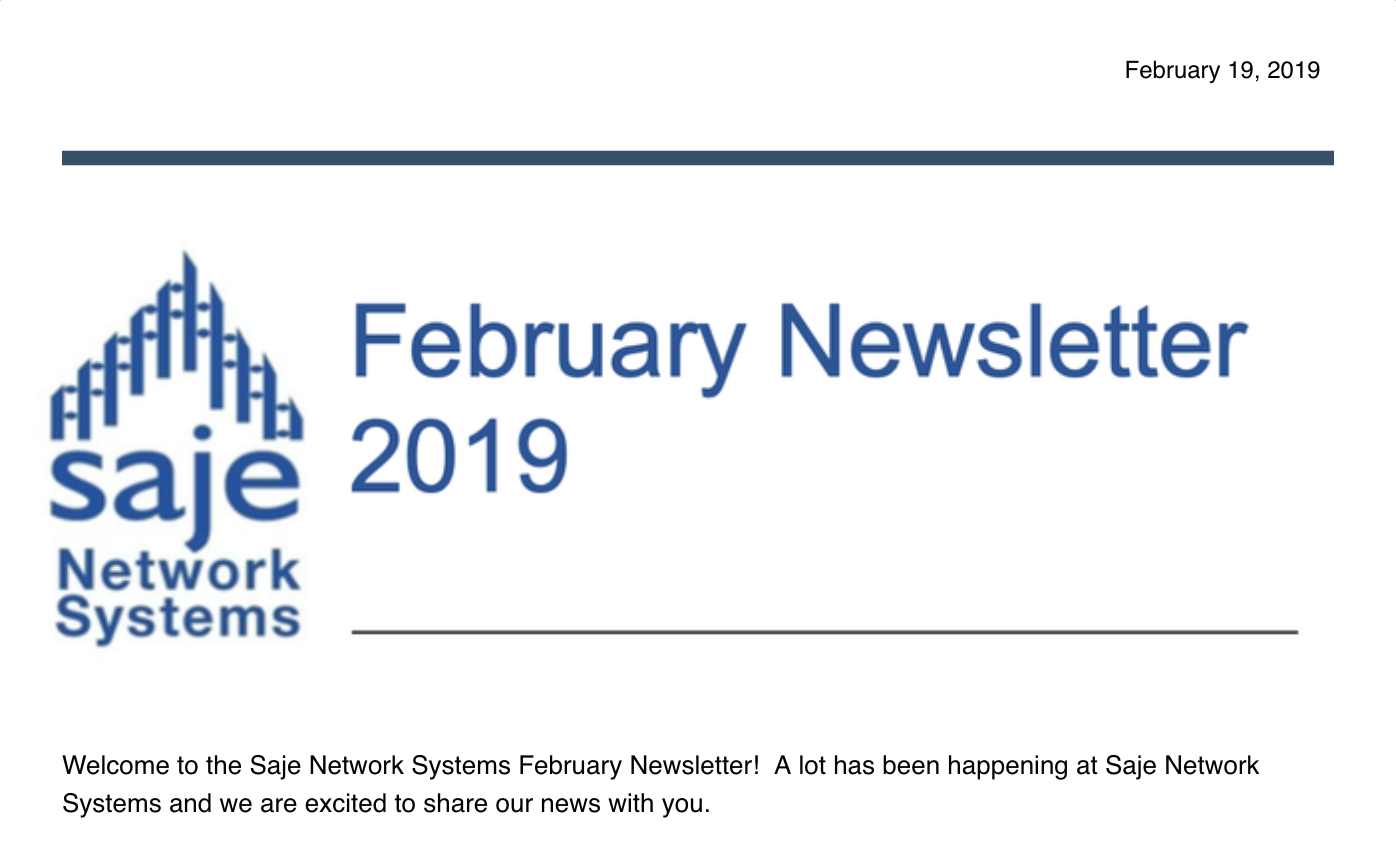 February 19, 2019
saje
Network
Systems
February Newsletter
2019
Welcome to the Saje Network Systems February Newsletter!  A lot has been happening at Saje Network
Systems and we are excited to share our news with you.